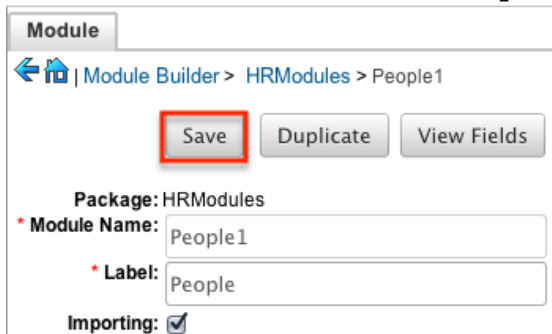 Module
| Module Builder > HRModules > People1
Save Duplicate View Fields
Package: HRModules
* Module Name: People1
* Label: People
Importing: